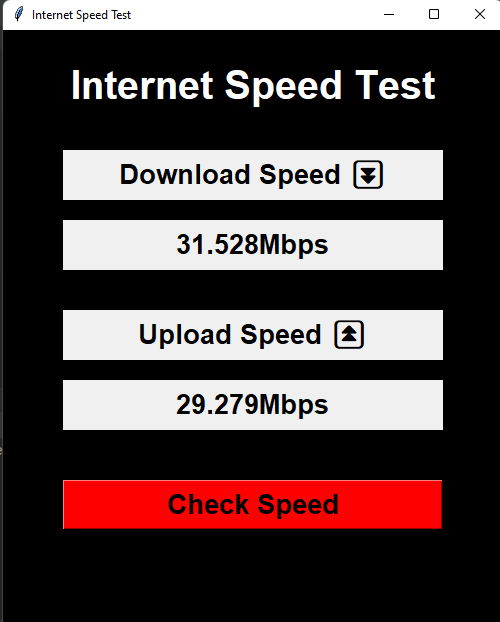 Internet Speed Test
Internet Speed Test
Download Speed ⏬
31.528Mbps
Upload Speed ⏫
29.279Mbps
Check Speed